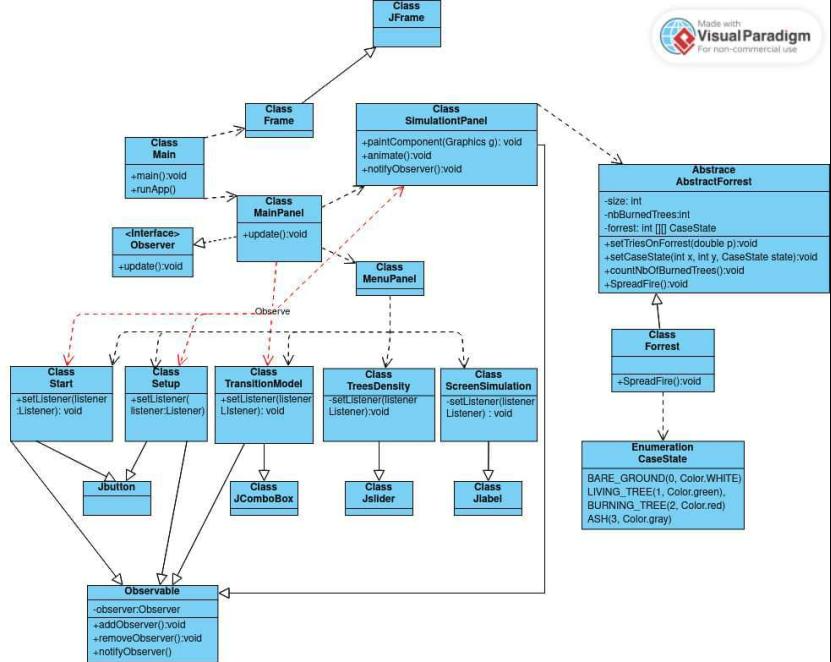 Class
JFrame
Made with
Visual Paradigm
For non-commercial use
Class
Frame
Class
SimulationPanel
+paintComponent(Graphics g): void
+animate():void
+notifyObserver():void
Class
Main
+main():void
+runApp()
Abstrace
AbstractForrest
-size: int
-nbBurnedTrees:int
-forrest: int [][] CaseState
+setTriesOnForrest(double p):void
+setCaseState(int x, int y, CaseState state):void
+countNbOfBurnedTrees():void
+SpreadFire():void
Class
MainPanel
+update():void
<Interface>
Observer
+update():void
Class
MenuPanel
Observe
Class
Forrest
+SpreadFire():void
Class
Start
+setListener(listener
:Listener): void
Class
Setup
+setListener(
listener:Listener)
Class
TransitionModel
+setListener(listener
LIstener): void
Class
TreesDensity
-setListener(listener
Listener):void
Class
ScreenSimulation
-setListener(listener
Listener) : void
Enumeration
CaseState
BARE_GROUND(0, Color.WHITE)
LIVING_TREE(1, Color.green),
BURNING_TREE(2, Color.red)
ASH(3, Color.gray)
Jbutton
Class
JComboBox
Class
Jslider
Class
Jlabel
Observable
-observer:Observer
+addObserver():void
+removeObserver():void
+notifyObserver()